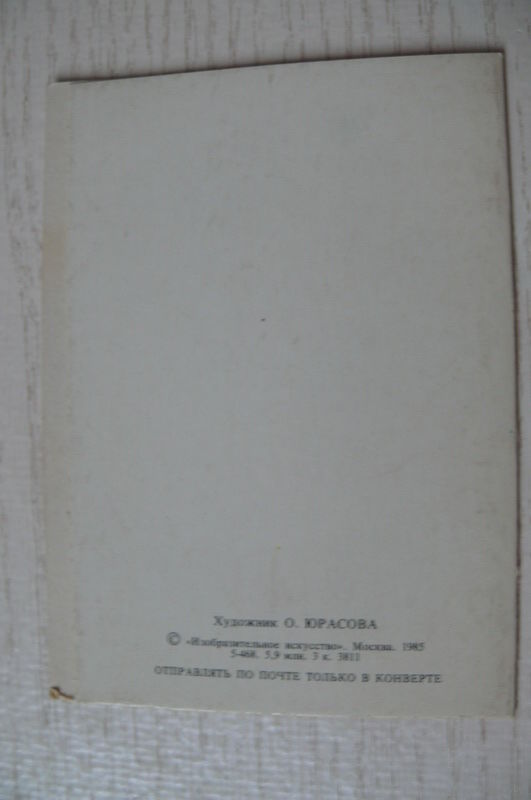 Художник О. ЮРАСОВА
© «Изобразительное искусство». Москва. 1985
5-468. 5,9 млн. 3 к. 3811
ОТПРАВЛЯТЬ ПО ПОЧТЕ ТОЛЬКО В КОНВЕРТЕ